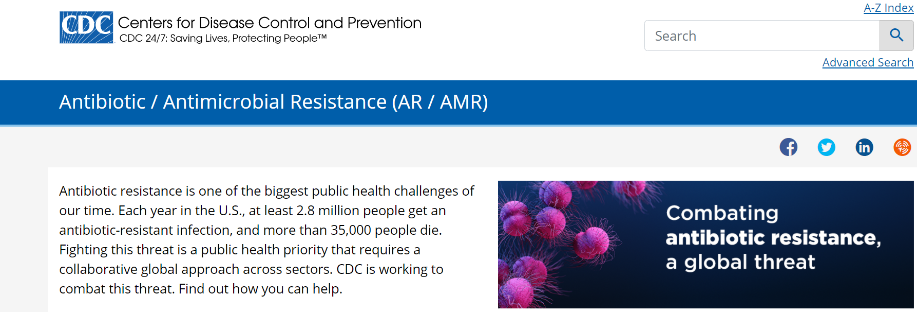 A-Z Index
CDC
Centers for Disease Control and Prevention
CDC 24/7: Saving Lives, Protecting People™
Search
Advanced Search
Antibiotic / Antimicrobial Resistance (AR / AMR)
Antibiotic resistance is one of the biggest public health challenges of
our time. Each year in the U.S., at least 2.8 million people get an
antibiotic-resistant infection, and more than 35,000 people die.
Fighting this threat is a public health priority that requires a
collaborative global approach across sectors. CDC is working to
combat this threat. Find out how you can help.
Combating
antibiotic resistance,
a global threat